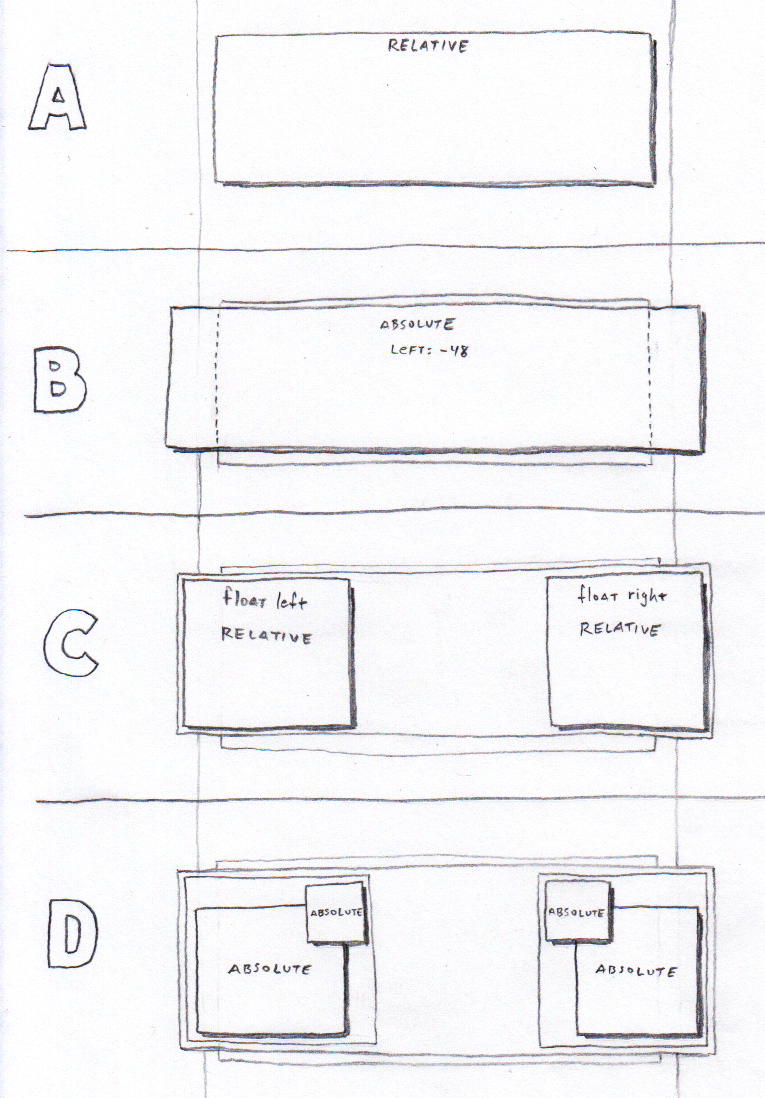 A
RELATIVE
B
ABSOLUTE
LEFT: -48
C
float left
RELATIVE
float right
RELATIVE
D
ABSOLUTE
ABSOLUTE
ABSOLUTE
ABSOLUTE